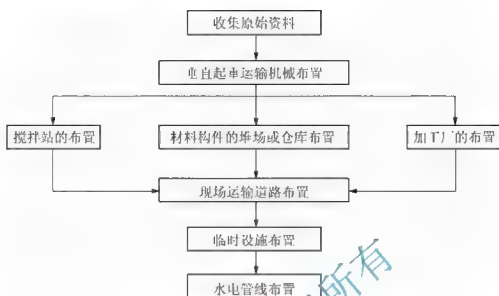 收集原始资料
垂直起重运输机械布置
搅拌站的布置
材料构件的堆场或仓库布置
加工厂的布置
现场运输道路布置
临时设施布置
水电管线布置
所有